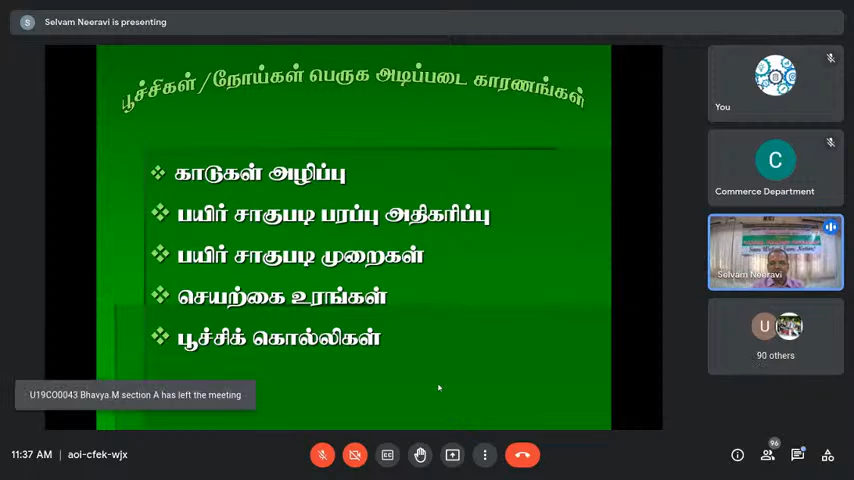 Selvam Neeravi is presenting
பூச்சிகள்/நோய்கள் பெருக அடிப்படை காரணங்கள்
காடுகள் அழிப்பு
பயிர் சாகுபடி பரப்பு அதிகரிப்பு
பயிர் சாகுபடி முறைகள்
செயற்கை உரங்கள்
பூச்சிக் கொல்லிகள்
You
C
Commerce Department
Selvam Neeravi
U
90 others
U19CO0043 Bhavya.M section A has left the meeting
11:37 AM | aoi-cfek-wjx
96